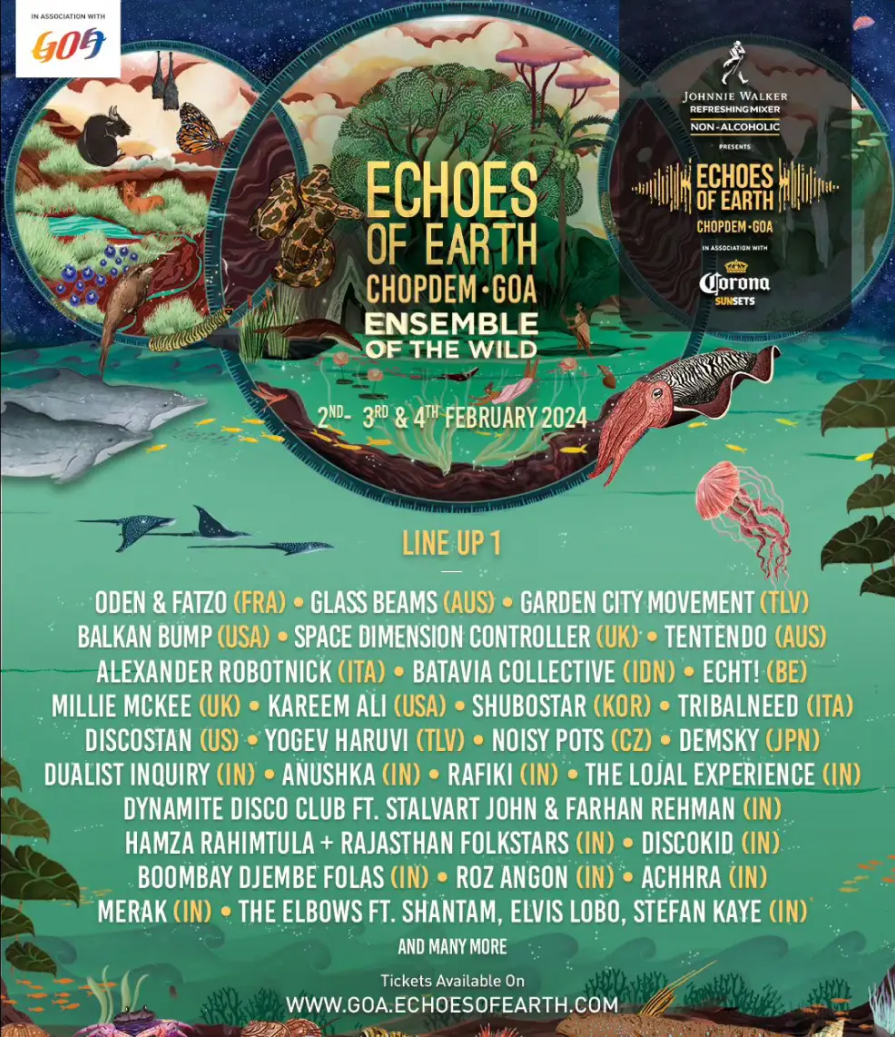 IN ASSOCIATION WITH
GOA
JOHNNIE WALKER
REFRESHING MIXER
NON-ALCOHOLIC
PRESENTS
ECHOES
OF EARTH
CHOPDEM•GOA
IN ASSOCIATION WITH
Corona
SUNSETS
ECHOES
OF EARTH
CHOPDEM•GOA
ENSEMBLE
OF THE WILD
2ND- 3RD & 4TH FEBRUARY 2024
LINE UP 1
ODEN & FATZO (FRA) • GLASS BEAMS (AUS) • GARDEN CITY MOVEMENT (TLV)
BALKAN BUMP (USA) • SPACE DIMENSION CONTROLLER (UK) • TENTENDO (AUS)
ALEXANDER ROBOTNICK (ITA) • BATAVIA COLLECTIVE (IDN) • ECHT! (BE)
MILLIE MCKEE (UK) • KAREEM ALI (USA) • SHUBOSTAR (KOR) • TRIBALNEED (ITA)
DISCOSTAN (US) • YOGEV HARUVI (TLV) • NOISY POTS (CZ) • DEMSKY (JPN)
DUALIST INQUIRY (IN) • ANUSHKA (IN) • RAFIKI (IN) • THE LOJAL EXPERIENCE (IN)
DYNAMITE DISCO CLUB FT. STALVART JOHN & FARHAN REHMAN (IN)
HAMZA RAHIMTULA + RAJASTHAN FOLKSTARS (IN) • DISCOKID (IN)
BOOMBAY DJEMBE FOLAS (IN) • ROZ ANGON (IN) • ACHHRA (IN)
MERAK (IN) • THE ELBOWS FT. SHANTAM, ELVIS LOBO, STEFAN KAYE (IN)
AND MANY MORE
Tickets Available On
WWW.GOA.ECHOESOFEARTH.COM